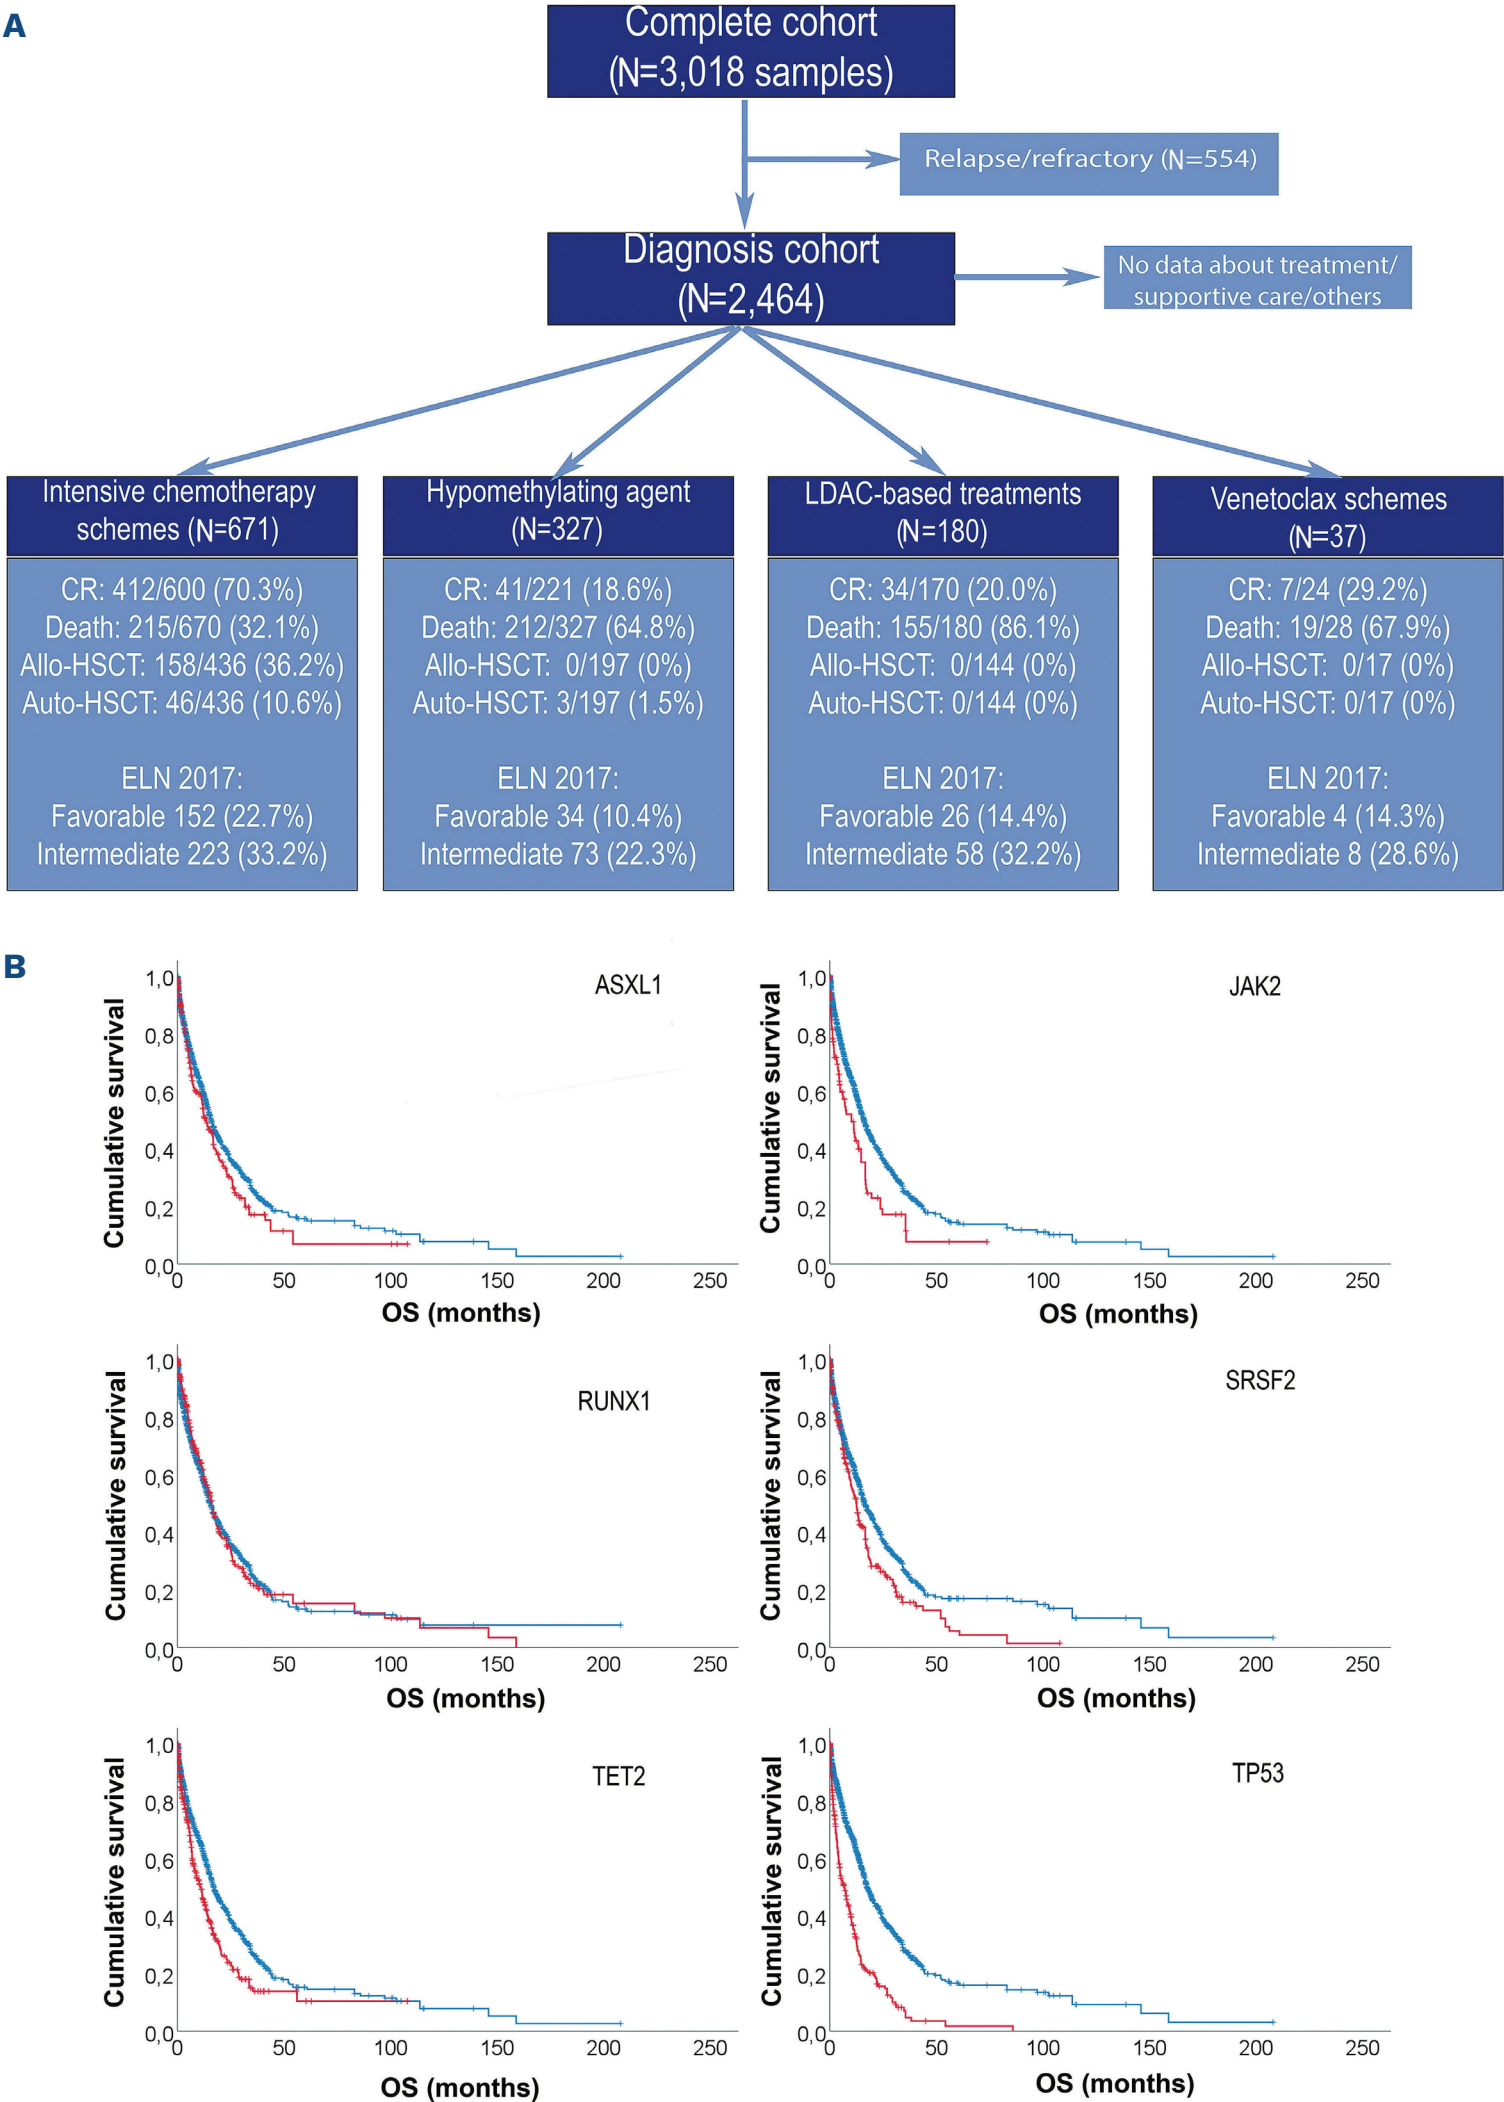 A
Complete cohort
(N=3,018 samples)
Relapse/refractory (N=554)
Diagnosis cohort
(N=2,464)
No data about treatment/
supportive care/others
Intensive chemotherapy
schemes (N=671)
CR: 412/600 (70.3%)
Death: 215/670 (32.1%)
Allo-HSCT: 158/436 (36.2%)
Auto-HSCT: 46/436 (10.6%)
ELN 2017:
Favorable 152 (22.7%)
Intermediate 223 (33.2%)
Hypomethylating agent
(N=327)
CR: 41/221 (18.6%)
Death: 212/327 (64.8%)
Allo-HSCT: 0/197 (0%)
Auto-HSCT: 3/197 (1.5%)
ELN 2017:
Favorable 34 (10.4%)
Intermediate 73 (22.3%)
LDAC-based treatments
(N=180)
CR: 34/170 (20.0%)
Death: 155/180 (86.1%)
Allo-HSCT: 0/144 (0%)
Auto-HSCT: 0/144 (0%)
ELN 2017:
Favorable 26 (14.4%)
Intermediate 58 (32.2%)
Venetoclax schemes
(N=37)
CR: 7/24 (29.2%)
Death: 19/28 (67.9%)
Allo-HSCT: 0/17 (0%)
Auto-HSCT: 0/17 (0%)
ELN 2017:
Favorable 4 (14.3%)
Intermediate 8 (28.6%)
B
ASXL1
Cumulative survival
1,0
0,8
0,6
0,4
0,2
0,0
0 50 100 150 200 250
OS (months)
JAK2
Cumulative survival
1,0
0,8
0,6
0,4
0,2
0,0
0 50 100 150 200 250
OS (months)
RUNX1
Cumulative survival
1,0
0,8
0,6
0,4
0,2
0,0
0 50 100 150 200 250
OS (months)
SRSF2
Cumulative survival
1,0
0,8
0,6
0,4
0,2
0,0
0 50 100 150 200 250
OS (months)
TET2
Cumulative survival
1,0
0,8
0,6
0,4
0,2
0,0
0 50 100 150 200 250
OS (months)
TP53
Cumulative survival
1,0
0,8
0,6
0,4
0,2
0,0
0 50 100 150 200 250
OS (months)